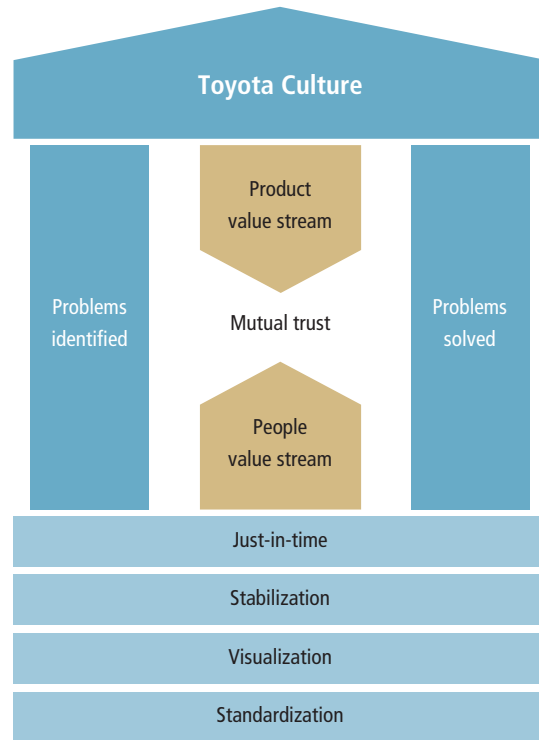 Toyota Culture
Product
value stream
Problems
identified
Mutual trust
Problems
solved
People
value stream
Just-in-time
Stabilization
Visualization
Standardization